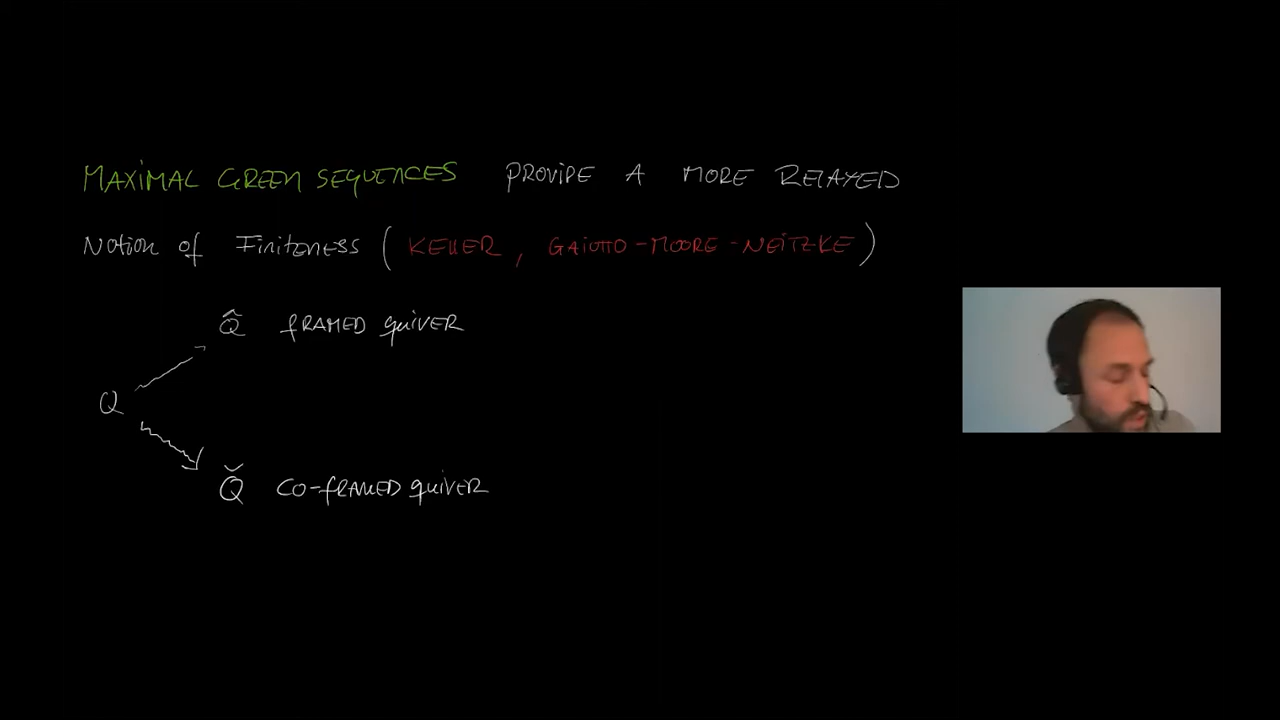 MAXIMAL GREEN SEQUENCES PROVIDE A MORE RELAXED
Notion of Finiteness (KELLER, GAIOTTO-MOORE-NEITZKE)
Q̂ framed quiver
Q
Q̌ co-framed quiver